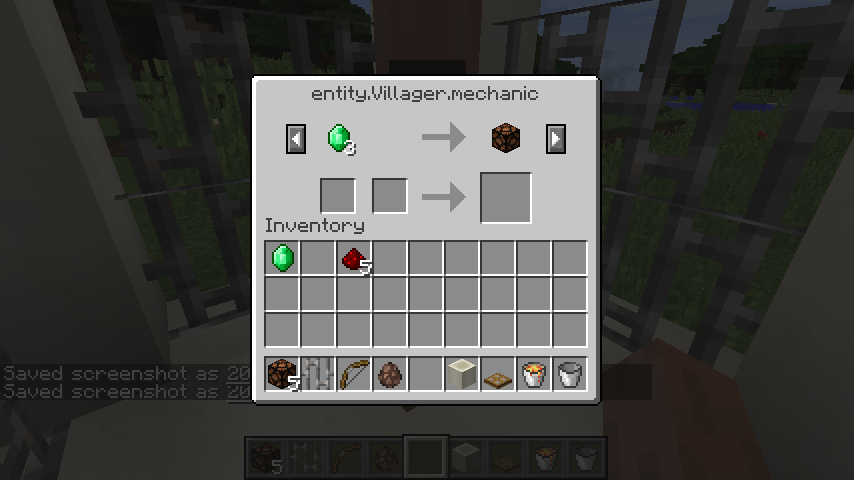 entity.Villager.mechanic
3
Inventory
5
Saved screenshot as 20
Saved screenshot as 20
5
5